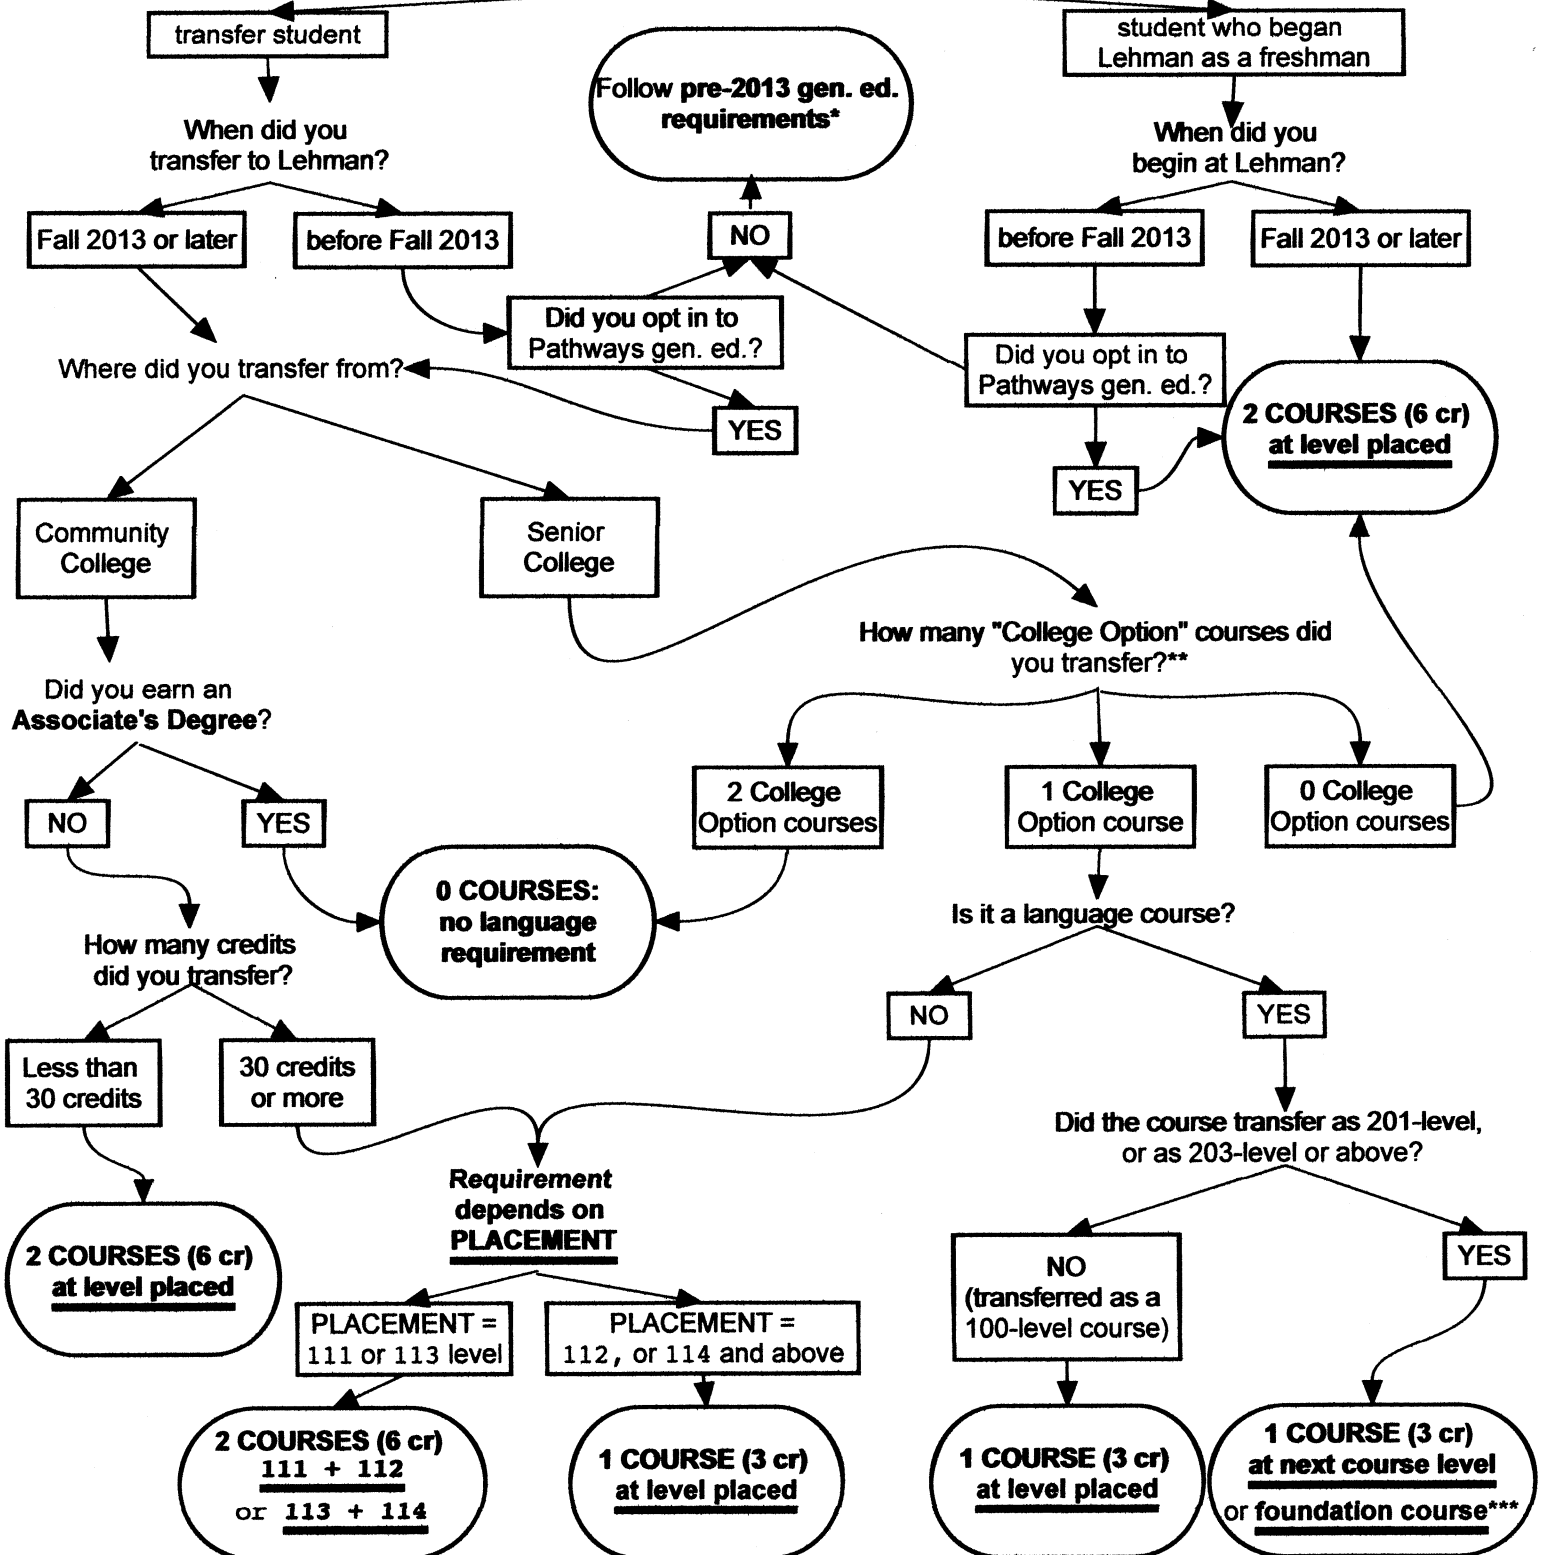 transfer student
student who began
Lehman as a freshman
Follow pre-2013 gen. ed.
requirements*
When did you
transfer to Lehman?
When did you
begin at Lehman?
Fall 2013 or later
before Fall 2013
NO
before Fall 2013
Fall 2013 or later
Did you opt in to
Pathways gen. ed.?
Did you opt in to
Pathways gen. ed.?
Where did you transfer from?
YES
2 COURSES (6 cr)
at level placed
YES
Community
College
Senior
College
How many "College Option" courses did
you transfer?**
Did you earn an
Associate's Degree?
NO
YES
2 College
Option courses
1 College
Option course
0 College
Option courses
0 COURSES:
no language
requirement
Is it a language course?
How many credits
did you transfer?
NO
YES
Less than
30 credits
30 credits
or more
Did the course transfer as 201-level,
or as 203-level or above?
Requirement
depends on
PLACEMENT
2 COURSES (6 cr)
at level placed
NO
(transferred as a
100-level course)
YES
PLACEMENT =
111 or 113 level
PLACEMENT =
112, or 114 and above
2 COURSES (6 cr)
111 + 112
or 113 + 114
1 COURSE (3 cr)
at level placed
1 COURSE (3 cr)
at level placed
1 COURSE (3 cr)
at next course level
or foundation course***